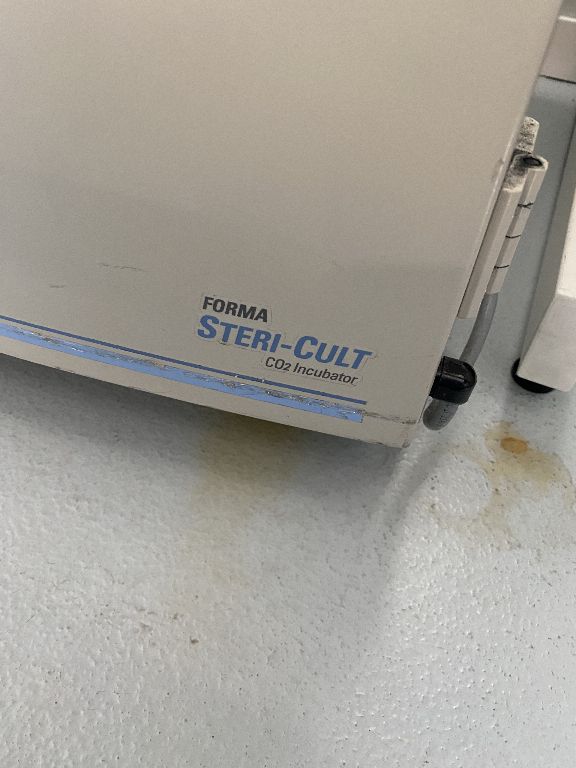 FORMA
STERI-CULT
CO2 Incubator